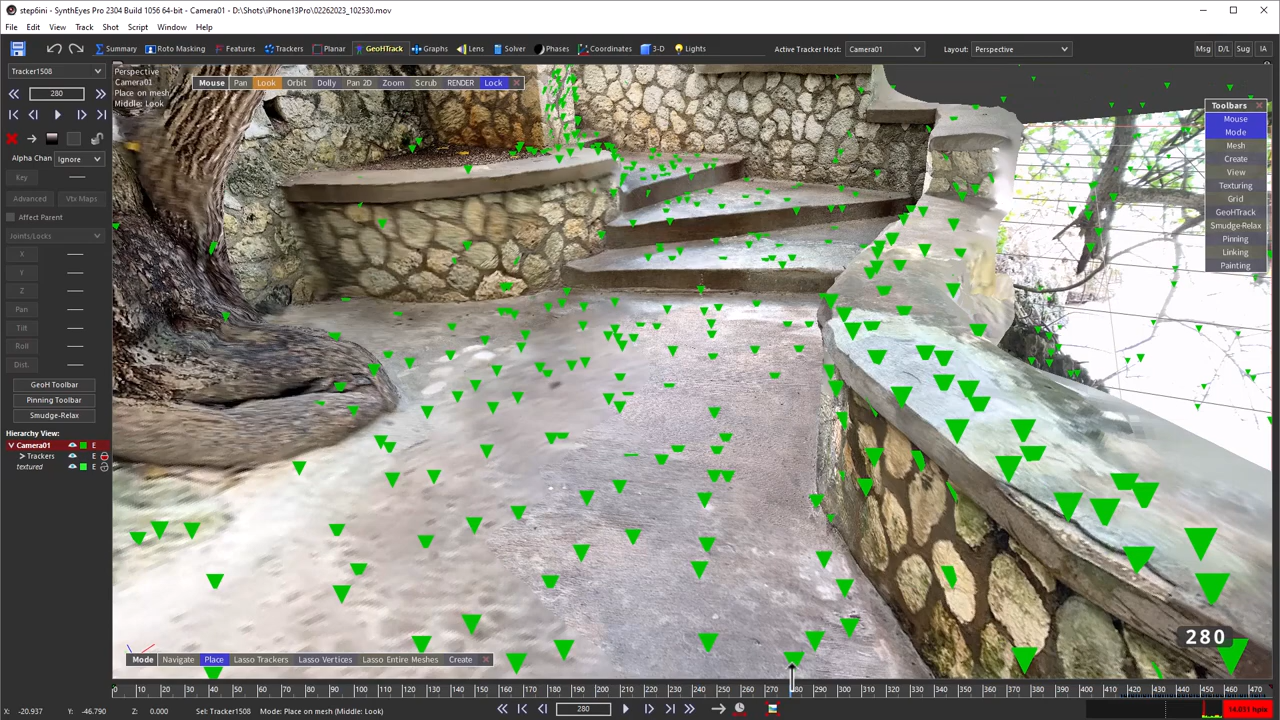 step6ini - SynthEyes Pro 2304 Build 1056 64-bit - Camera01 - D:\Shots\iPhone13Pro\02262023_102530.mov
File Edit View Track Shot Script Window Help
Summary Roto Masking Features Trackers Planar GeoHTrack Graphs Lens Solver Phases Coordinates 3-D Lights Active Tracker Host: Camera01 Layout: Perspective Msg D/L Sug IA
Tracker1508
280
Alpha Chan Ignore
Key
Advanced Vtx Maps
Affect Parent
Joints/Locks
X
Y
Z
Pan
Tilt
Roll
Dist.
GeoH Toolbar
Pinning Toolbar
Smudge-Relax
Hierarchy View:
Camera01 E
Trackers E
textured E
Perspective
Camera01
Place on mesh
Middle: Look
Mouse Pan Look Orbit Dolly Pan 2D Zoom Scrub RENDER Lock
Toolbars
Mouse
Mode
Mesh
Create
View
Texturing
Grid
GeoHTrack
Smudge-Relax
Pinning
Linking
Painting
280
Mode Navigate Place Lasso Trackers Lasso Vertices Lasso Entire Meshes Create
0 10 20 30 40 50 60 70 80 90 100 110 120 130 140 150 160 170 180 190 200 210 220 230 240 250 260 270 280 290 300 310 320 330 340 350 360 370 380 390 400 410 420 430 440 450 460 470
X: -20.937 Y: -46.790 Z: 0.000 Sel: Tracker1508 Mode: Place on mesh (Middle: Look) 280